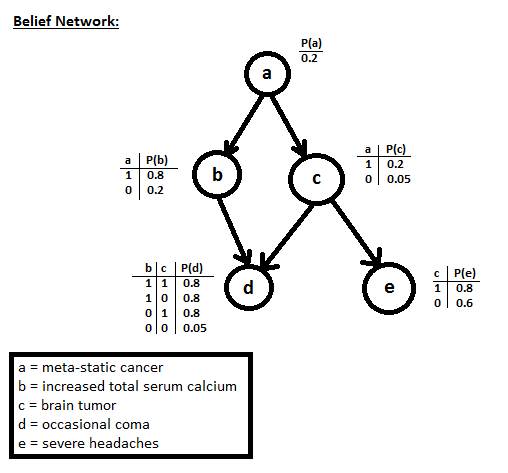 Belief Network:
P(a)
0.2
a
a P(b)
1 0.8
0 0.2
b
c
a P(c)
1 0.2
0 0.05
b c P(d)
1 1 0.8
1 0 0.8
0 1 0.8
0 0 0.05
d
e
c P(e)
1 0.8
0 0.6
a = meta-static cancer
b = increased total serum calcium
c = brain tumor
d = occasional coma
e = severe headaches